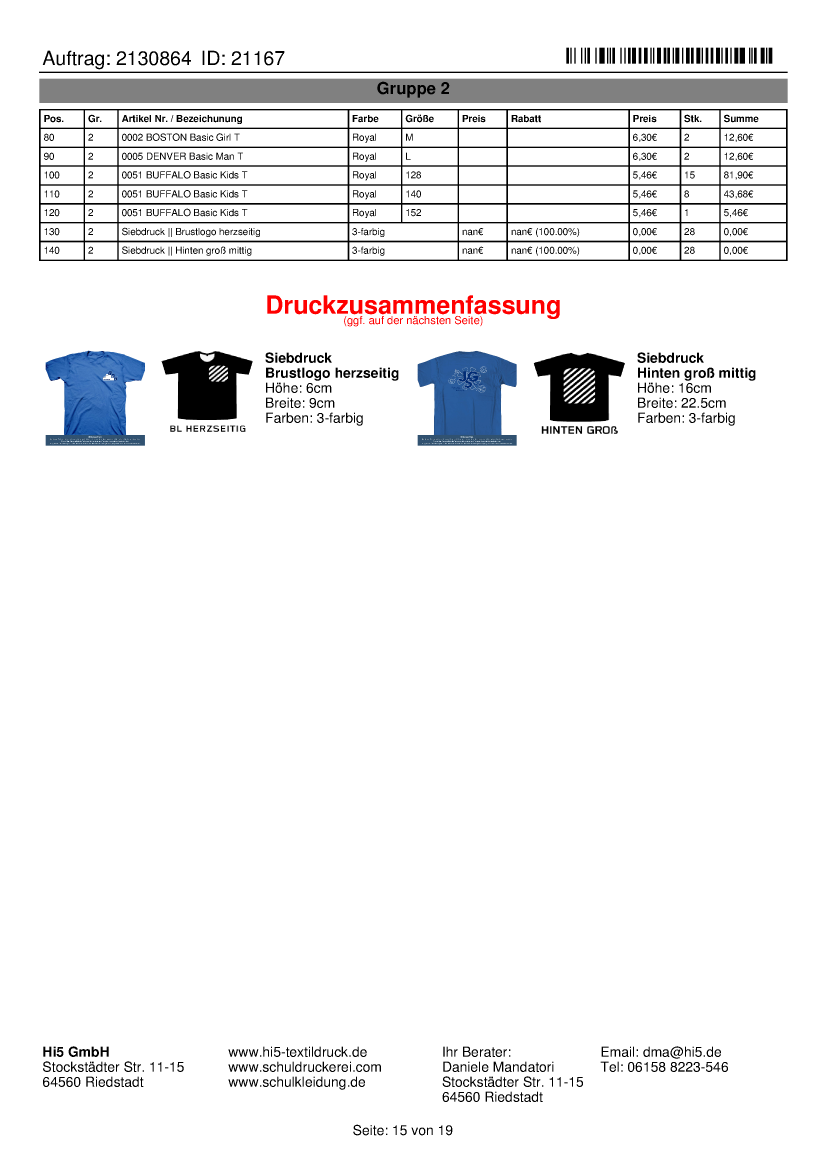 Auftrag: 2130864 ID: 21167
Gruppe 2
Pos. Gr. Artikel Nr. / Bezeichunung Farbe Größe Preis Rabatt Preis Stk. Summe
80 2 0002 BOSTON Basic Girl T Royal M 6,30€ 2 12,60€
90 2 0005 DENVER Basic Man T Royal L 6,30€ 2 12,60€
100 2 0051 BUFFALO Basic Kids T Royal 128 5,46€ 15 81,90€
110 2 0051 BUFFALO Basic Kids T Royal 140 5,46€ 8 43,68€
120 2 0051 BUFFALO Basic Kids T Royal 152 5,46€ 1 5,46€
130 2 Siebdruck || Brustlogo herzseitig 3-farbig nan€ nan€ (100.00%) 0,00€ 28 0,00€
140 2 Siebdruck || Hinten groß mittig 3-farbig nan€ nan€ (100.00%) 0,00€ 28 0,00€
Druckzusammenfassung
(ggf. auf der nächsten Seite)
Siebdruck
Brustlogo herzseitig
Höhe: 6cm
Breite: 9cm
Farben: 3-farbig
BL HERZSEITIG
JGS
Siebdruck
Hinten groß mittig
Höhe: 16cm
Breite: 22.5cm
Farben: 3-farbig
HINTEN GROß
Hi5 GmbH
Stockstädter Str. 11-15
64560 Riedstadt
www.hi5-textildruck.de
www.schuldruckerei.com
www.schulkleidung.de
Ihr Berater:
Daniele Mandatori
Stockstädter Str. 11-15
64560 Riedstadt
Email: dma@hi5.de
Tel: 06158 8223-546
Seite: 15 von 19